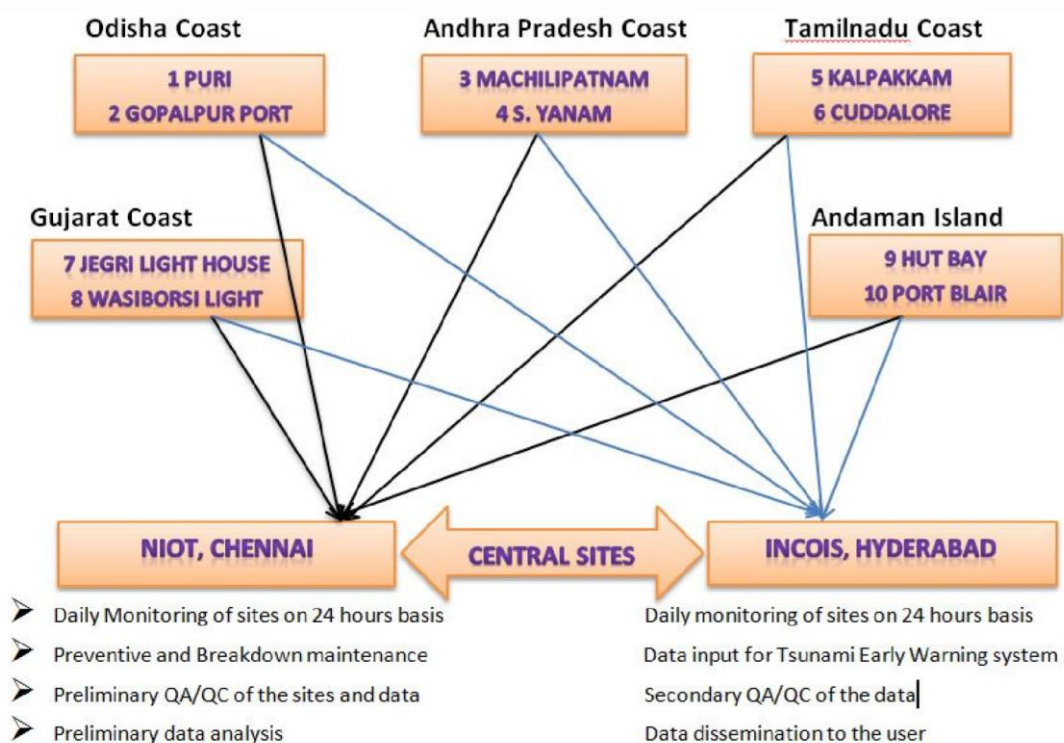 Odisha Coast
Andhra Pradesh Coast
Tamilnadu Coast
1 PURI
2 GOPALPUR PORT
3 MACHILIPATNAM
4 S. YANAM
5 KALPAKKAM
6 CUDDALORE
Gujarat Coast
Andaman Island
7 JEGRI LIGHT HOUSE
8 WASIBORSI LIGHT
9 HUT BAY
10 PORT BLAIR
NIOT, CHENNAI
CENTRAL SITES
INCOIS, HYDERABAD
Daily Monitoring of sites on 24 hours basis
Preventive and Breakdown maintenance
Preliminary QA/QC of the sites and data
Preliminary data analysis
Daily monitoring of sites on 24 hours basis
Data input for Tsunami Early Warning system
Secondary QA/QC of the data
Data dissemination to the user